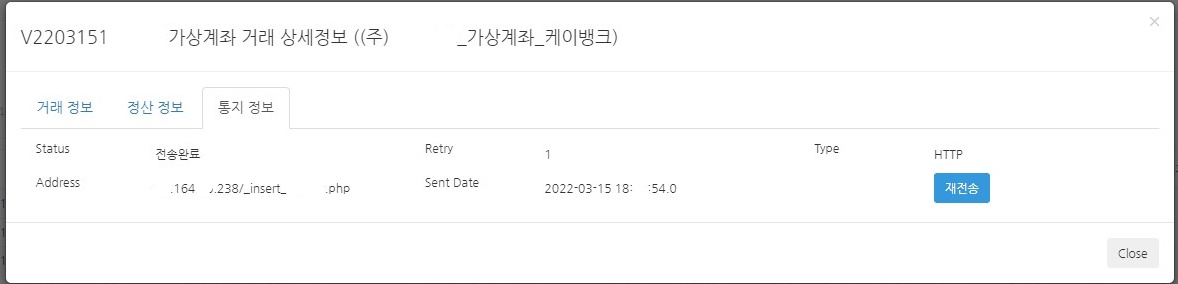 V2203151 가상계좌 거래 상세정보 ((주) _가상계좌_케이뱅크) ×
거래 정보 정산 정보 통지 정보
Status 전송완료 Retry 1 Type HTTP
Address .164 .238/_insert_ .php Sent Date 2022-03-15 18: :54.0 재전송
Close